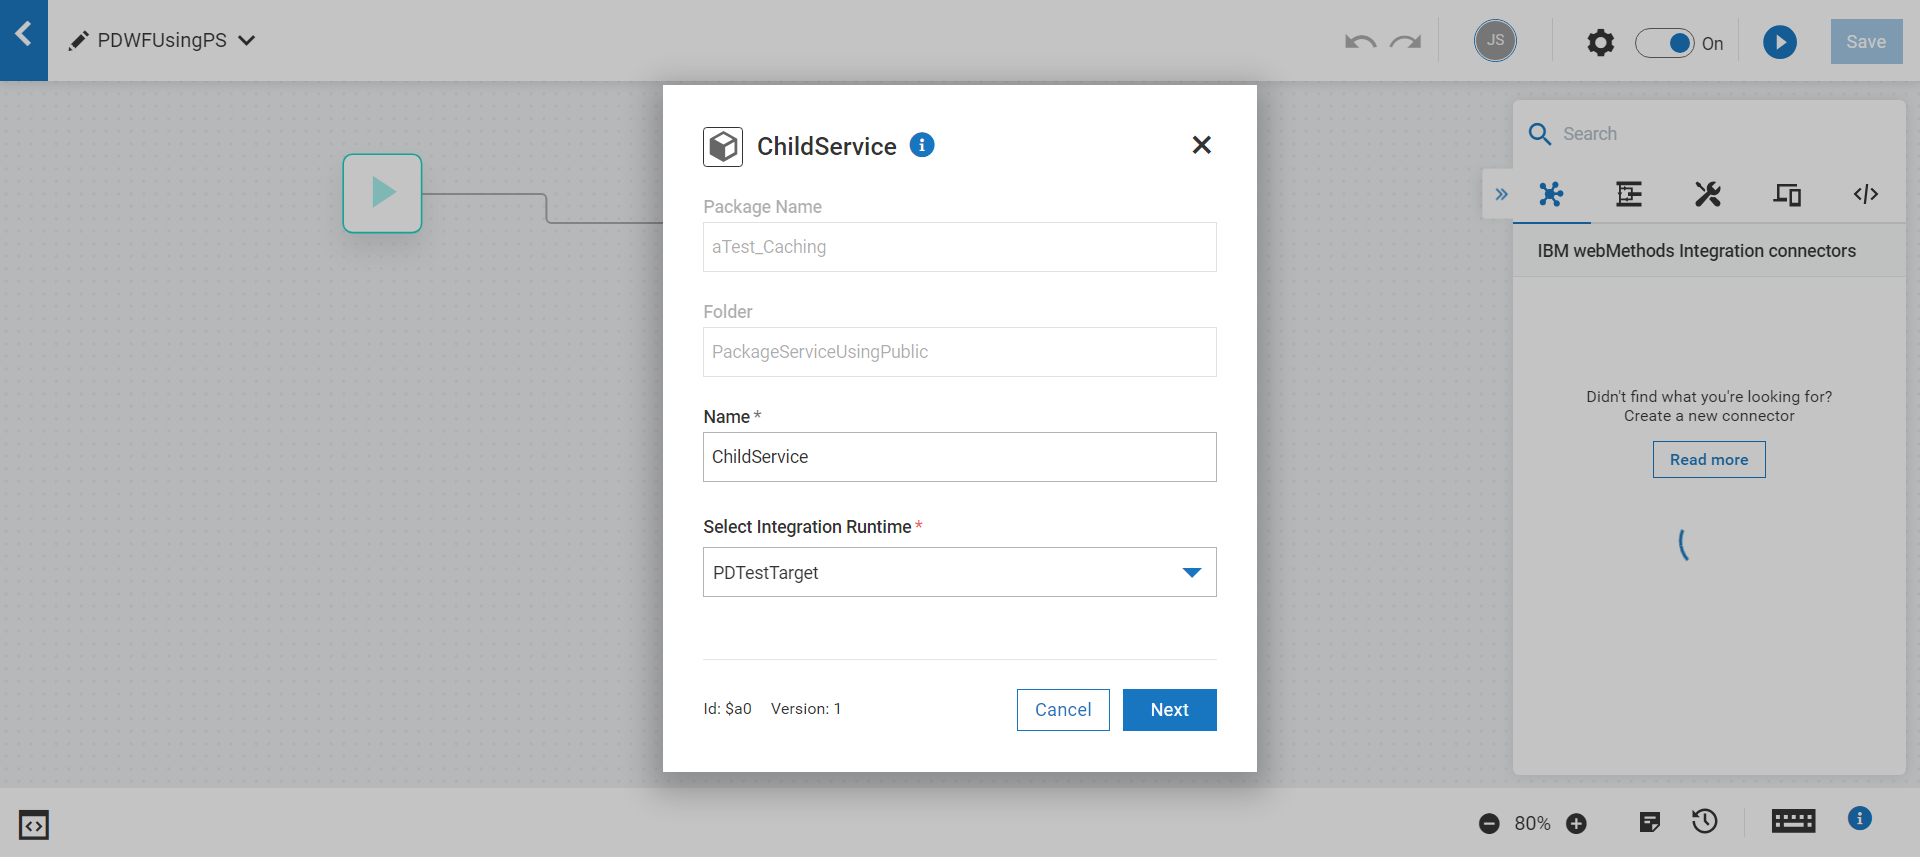 PDWFUsingPS
JS
On
Save
ChildService
Package Name
aTest_Caching
Folder
PackageServiceUsingPublic
Name *
ChildService
Select Integration Runtime *
PDTestTarget
Id: $a0 Version: 1
Cancel
Next
Search
IBM webMethods Integration connectors
Didn't find what you're looking for?
Create a new connector
Read more
80%